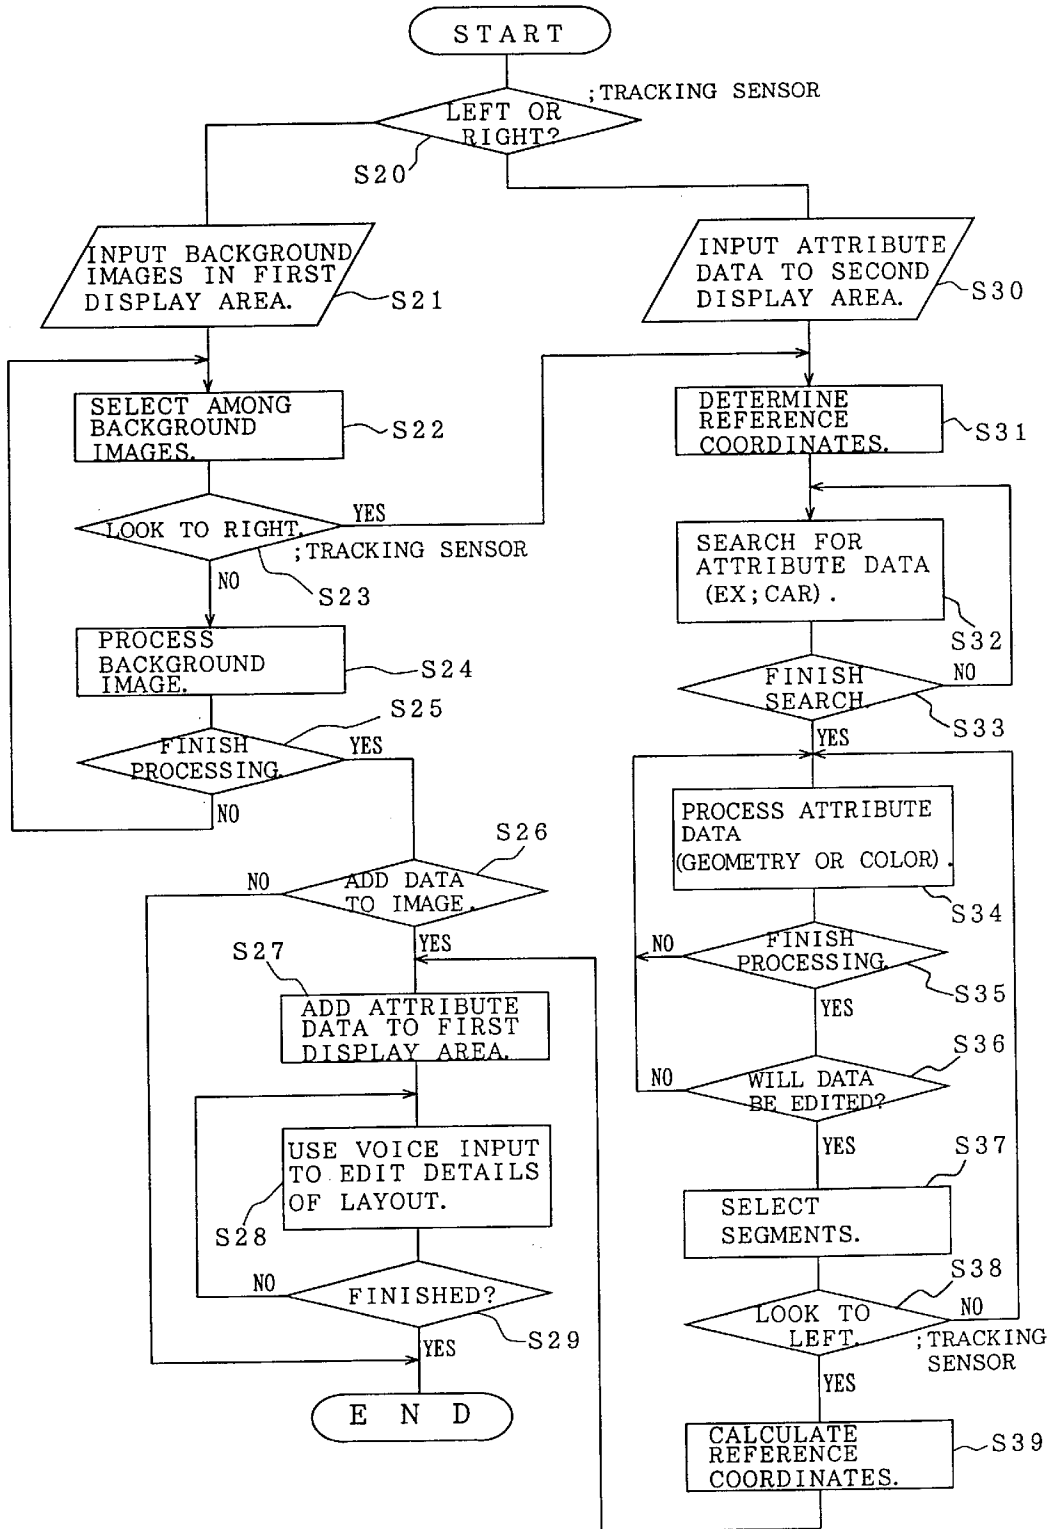 START
;TRACKING SENSOR
LEFT OR
RIGHT?
S20
INPUT BACKGROUND
IMAGES IN FIRST
DISPLAY AREA.
S21
SELECT AMONG
BACKGROUND
IMAGES.
S22
LOOK TO RIGHT.
YES
;TRACKING SENSOR
NO
S23
PROCESS
BACKGROUND
IMAGE.
S24
S25
FINISH
PROCESSING.
YES
NO
S26
ADD DATA
TO IMAGE.
NO
YES
S27
ADD ATTRIBUTE
DATA TO FIRST
DISPLAY AREA.
USE VOICE INPUT
TO EDIT DETAILS
OF LAYOUT.
S28
NO
FINISHED?
S29
YES
END
INPUT ATTRIBUTE
DATA TO SECOND
DISPLAY AREA.
S30
DETERMINE
REFERENCE
COORDINATES.
S31
SEARCH FOR
ATTRIBUTE DATA
(EX;CAR).
S32
FINISH
SEARCH.
NO
S33
YES
PROCESS ATTRIBUTE
DATA
(GEOMETRY OR COLOR).
S34
NO
FINISH
PROCESSING.
S35
YES
S36
NO
WILL DATA
BE EDITED?
YES
S37
SELECT
SEGMENTS.
S38
LOOK TO
LEFT.
NO
;TRACKING
SENSOR
YES
CALCULATE
REFERENCE
COORDINATES.
S39